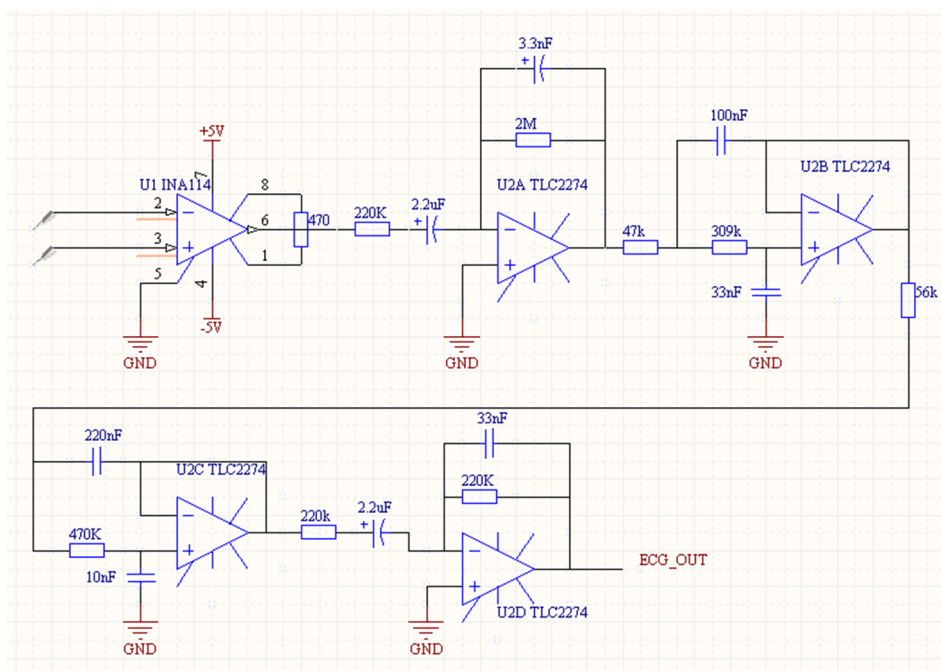 3.3nF
2M
100nF
+5V
7
U1 INA114
8
2
6
470
3
1
5
4
-5V
GND
220K
2.2uF
+
U2A TLC2274
GND
47k
309k
33nF
GND
U2B TLC2274
56k
220nF
U2C TLC2274
470K
10nF
GND
220k
2.2uF
+
33nF
220K
GND
U2D TLC2274
ECG_OUT